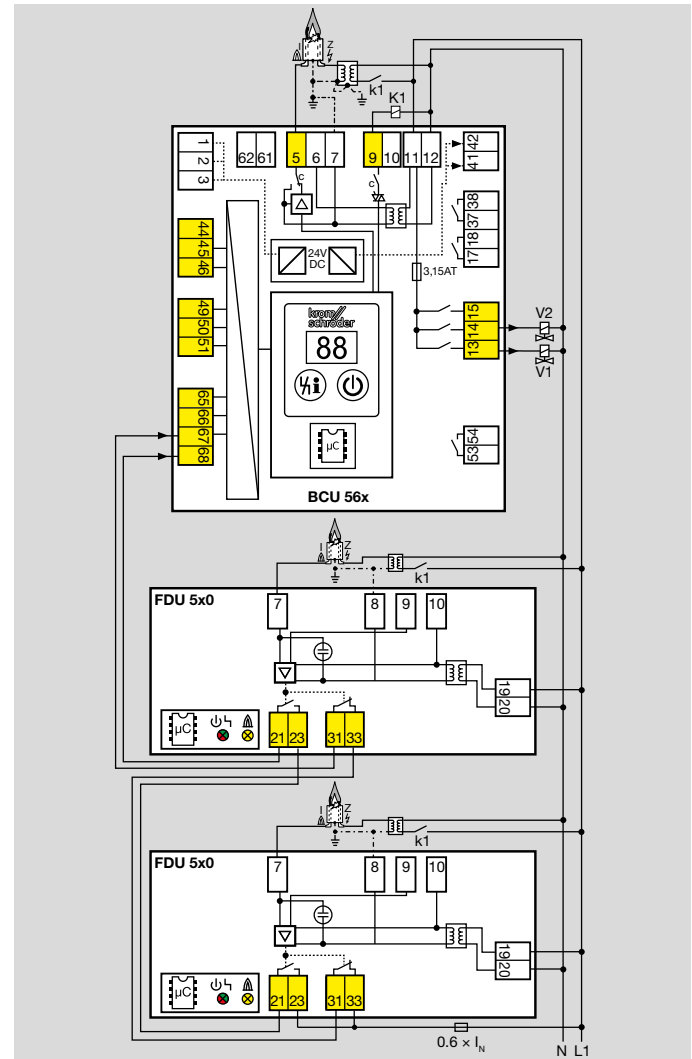 I Z
k1
K1
1
2
3
62 61
5 6 7
9 10 11 12
42
41
c
c
38
37
18
17
44
45
46
24V
DC
3,15AT
49
50
51
krom//
schröder
88
i
15
14
13
V2
V1
65
66
67
68
µC
54
53
BCU 56x
I Z
k1
FDU 5x0
7 8 9 10
19 20
µC
21 23 31 33
I Z
k1
FDU 5x0
7 8 9 10
19 20
µC
21 23 31 33
0.6 × IN
N L1